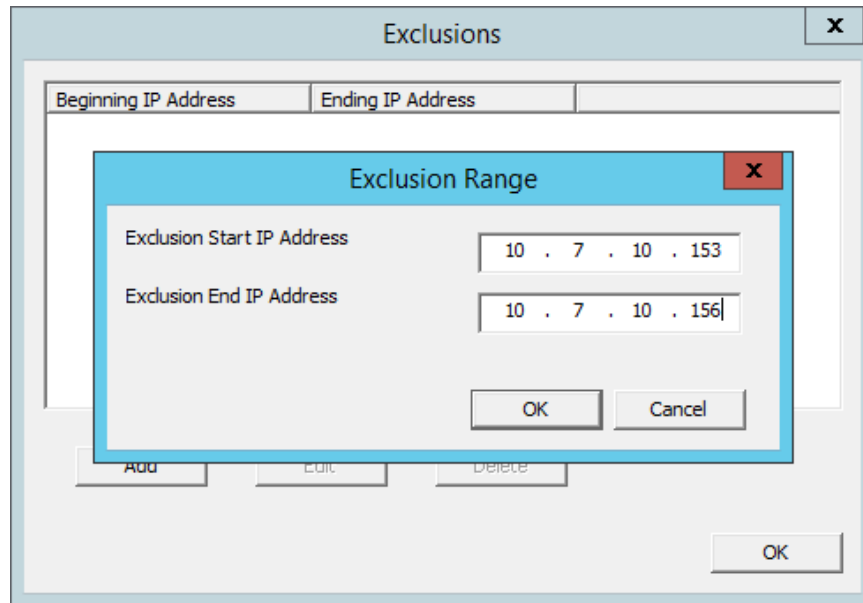 Exclusions
x
Beginning IP Address Ending IP Address
Exclusion Range
x
Exclusion Start IP Address 10 . 7 . 10 . 153
Exclusion End IP Address 10 . 7 . 10 . 156
OK Cancel
Add Edit Delete
OK